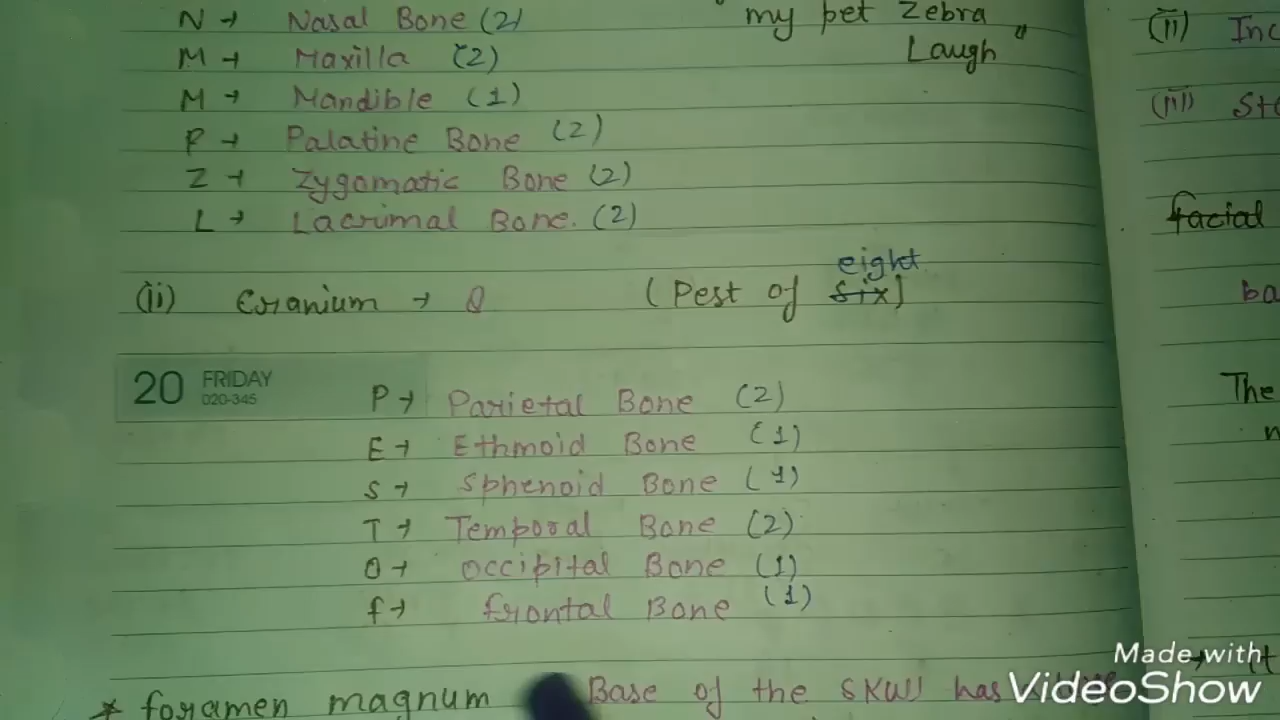 N → Nasal Bone (2)
"my pet Zebra
Laugh"
M → Maxilla (2)
M → Mandible (1)
P → Palatine Bone (2)
Z → Zygomatic Bone (2)
L → Lacrimal Bone. (2)
eight
(ii) Cranium → 8 (Pest of six)
20 FRIDAY
020-345
P → Parietal Bone (2)
E → Ethmoid Bone (1)
S → Sphenoid Bone (1)
T → Temporal Bone (2)
O → Occipital Bone (1)
f → frontal Bone (1)
* foramen magnum Base of the Skull has
(ii) Inc
(iii) Sta
facial
ba
The
Made with
VideoShow